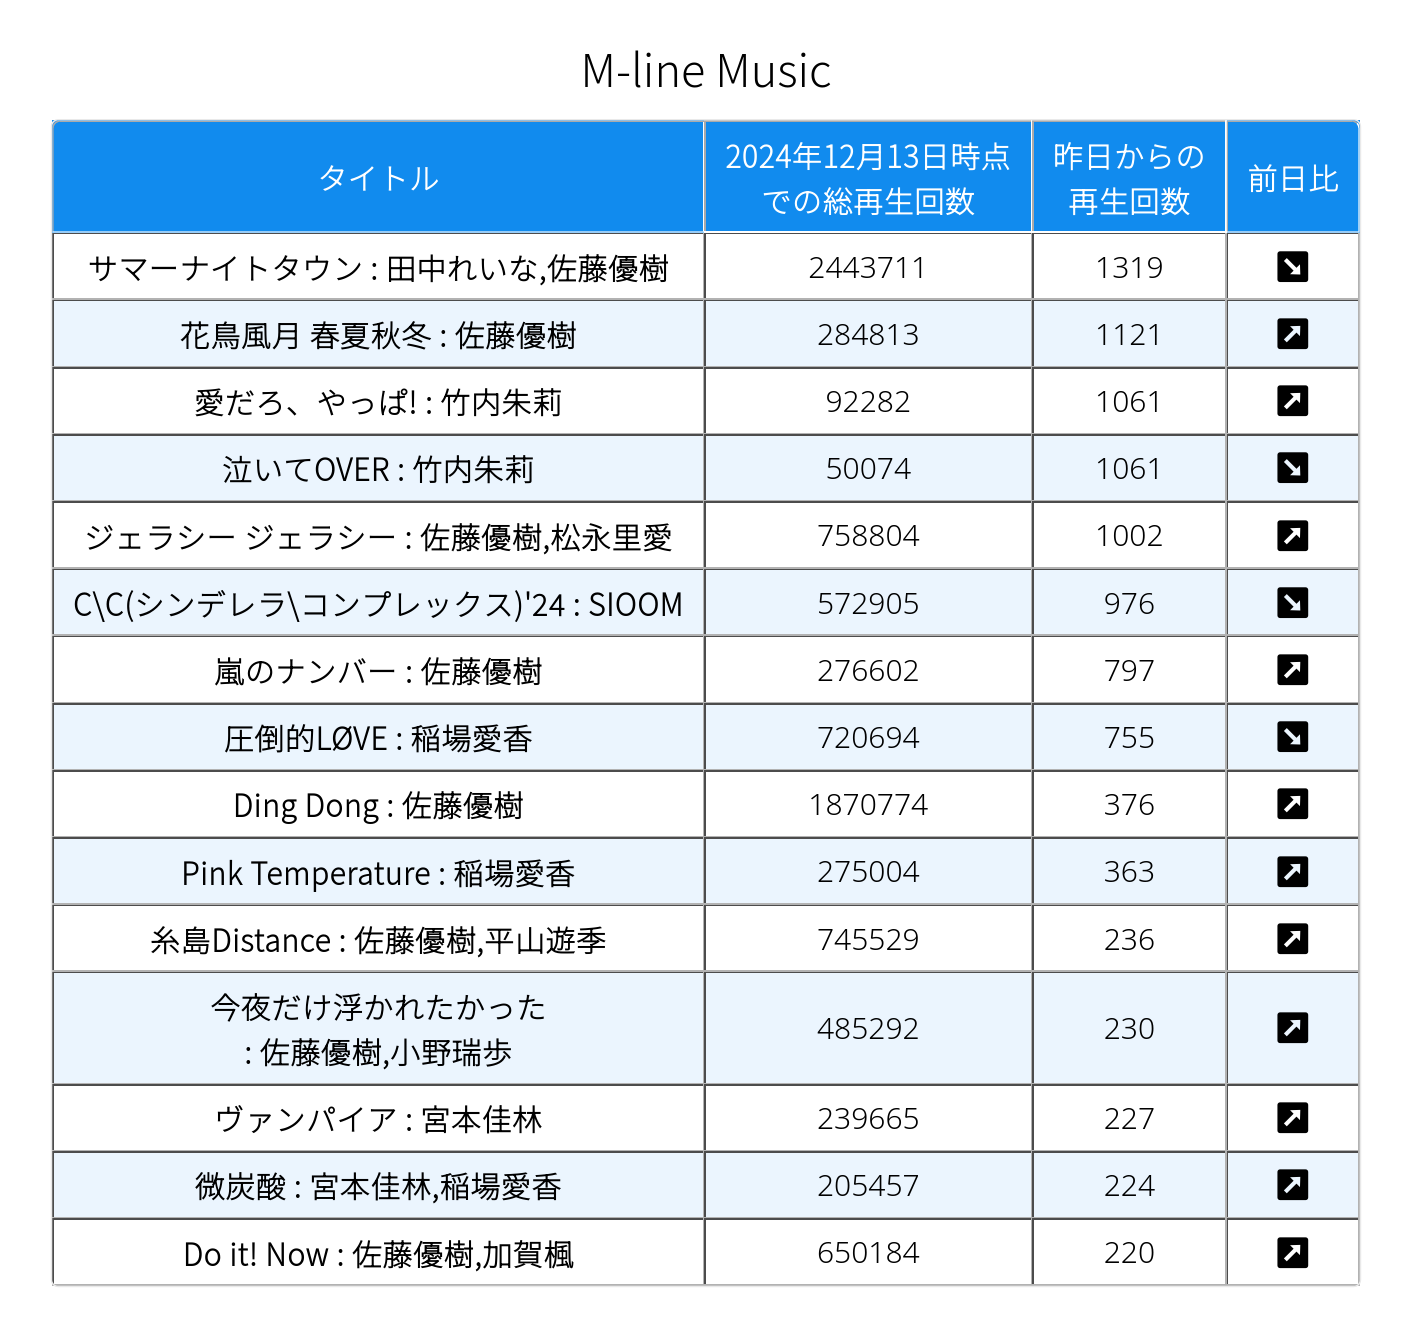 M-line Music
タイトル
2024年12月13日時点
での総再生回数
昨日からの
再生回数
前日比
サマーナイトタウン : 田中れいな,佐藤優樹 2443711 1319 ↘
花鳥風月 春夏秋冬 : 佐藤優樹 284813 1121 ↗
愛だろ、やっぱ! : 竹内朱莉 92282 1061 ↗
泣いてOVER : 竹内朱莉 50074 1061 ↘
ジェラシー ジェラシー : 佐藤優樹,松永里愛 758804 1002 ↗
C\C(シンデレラ\コンプレックス)'24 : SIOOM 572905 976 ↘
嵐のナンバー : 佐藤優樹 276602 797 ↗
圧倒的LØVE : 稲場愛香 720694 755 ↘
Ding Dong : 佐藤優樹 1870774 376 ↗
Pink Temperature : 稲場愛香 275004 363 ↗
糸島Distance : 佐藤優樹,平山遊季 745529 236 ↗
今夜だけ浮かれたかった
: 佐藤優樹,小野瑞歩 485292 230 ↗
ヴァンパイア : 宮本佳林 239665 227 ↗
微炭酸 : 宮本佳林,稲場愛香 205457 224 ↗
Do it! Now : 佐藤優樹,加賀楓 650184 220 ↗